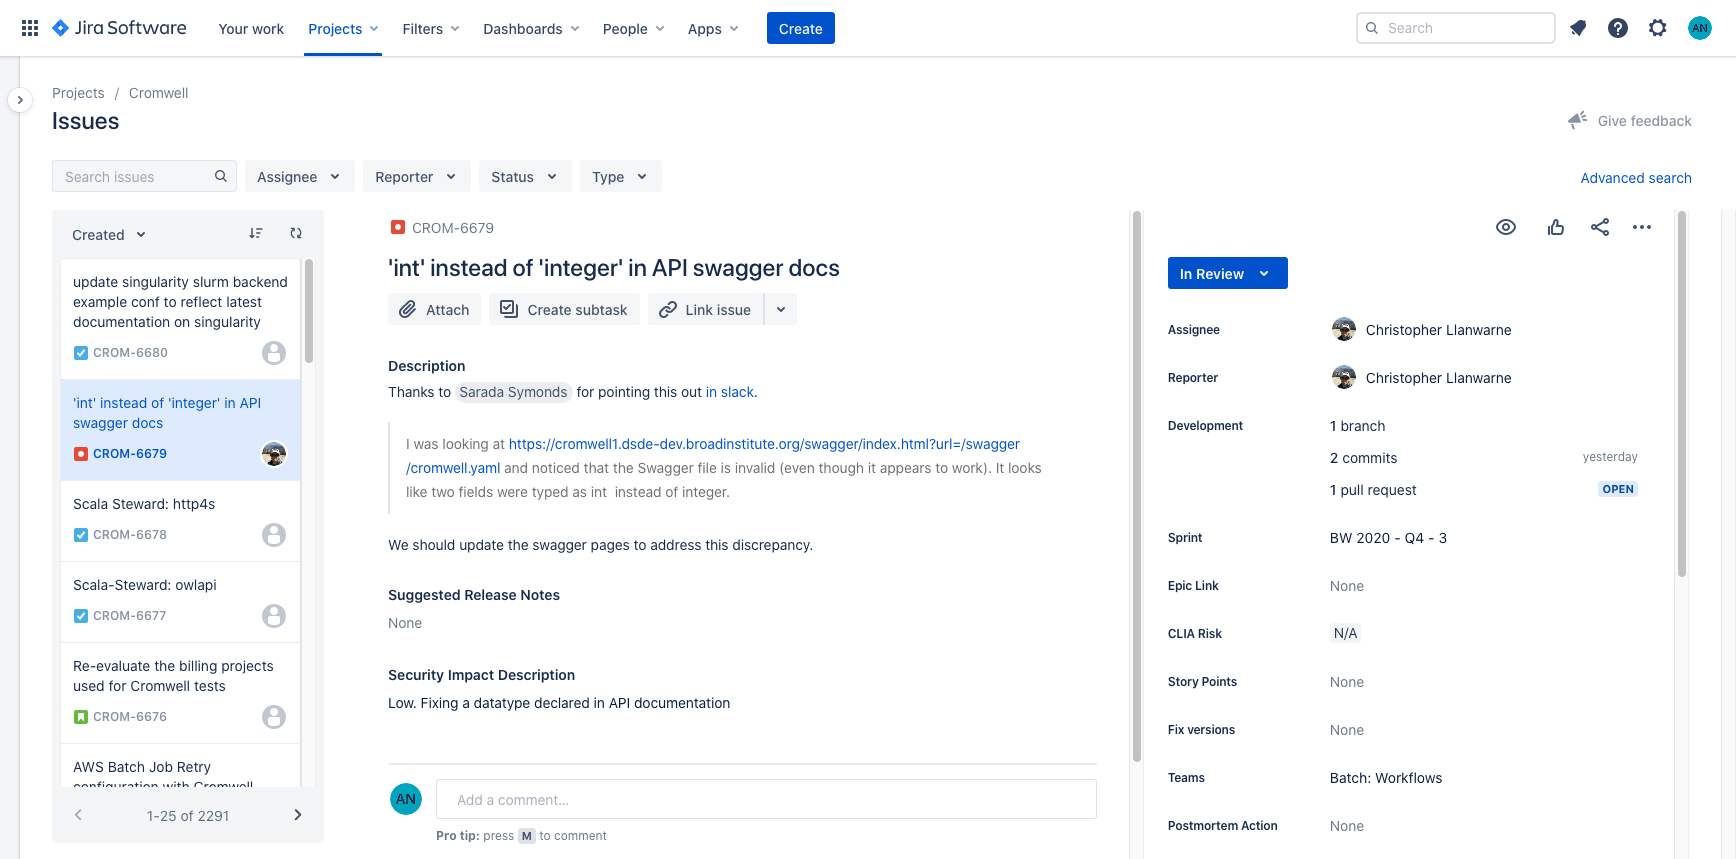 Jira Software
Your work
Projects
Filters
Dashboards
People
Apps
Create
Search
AN
Projects / Cromwell
Issues
Give feedback
Search issues
Assignee
Reporter
Status
Type
Advanced search
Created
update singularity slurm backend
example conf to reflect latest
documentation on singularity
CROM-6680
'int' instead of 'integer' in API
swagger docs
CROM-6679
Scala Steward: http4s
CROM-6678
Scala-Steward: owlapi
CROM-6677
Re-evaluate the billing projects
used for Cromwell tests
CROM-6676
AWS Batch Job Retry
configuration with Cromwell
1-25 of 2291
CROM-6679
'int' instead of 'integer' in API swagger docs
Attach
Create subtask
Link issue
Description
Thanks to Sarada Symonds for pointing this out in slack.
I was looking at https://cromwell1.dsde-dev.broadinstitute.org/swagger/index.html?url=/swagger
/cromwell.yaml and noticed that the Swagger file is invalid (even though it appears to work). It looks
like two fields were typed as int instead of integer.
We should update the swagger pages to address this discrepancy.
Suggested Release Notes
None
Security Impact Description
Low. Fixing a datatype declared in API documentation
AN
Add a comment...
Pro tip: press M to comment
In Review
Assignee
Christopher Llanwarne
Reporter
Christopher Llanwarne
Development
1 branch
2 commits
yesterday
1 pull request
OPEN
Sprint
BW 2020 - Q4 - 3
Epic Link
None
CLIA Risk
N/A
Story Points
None
Fix versions
None
Teams
Batch: Workflows
Postmortem Action
None